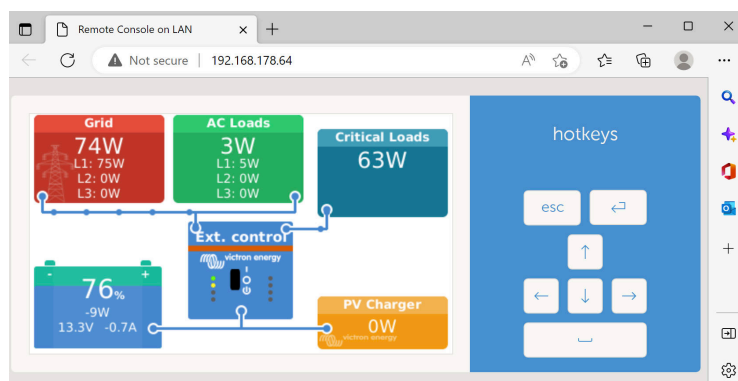 Remote Console on LAN
Not secure | 192.168.178.64
Grid
74W
L1: 75W
L2: 0W
L3: 0W
AC Loads
3W
L1: 5W
L2: 0W
L3: 0W
Critical Loads
63W
Ext. control
victron energy
- +
76%
-9W
13.3V -0.7A
PV Charger
0W
victron energy
hotkeys
esc